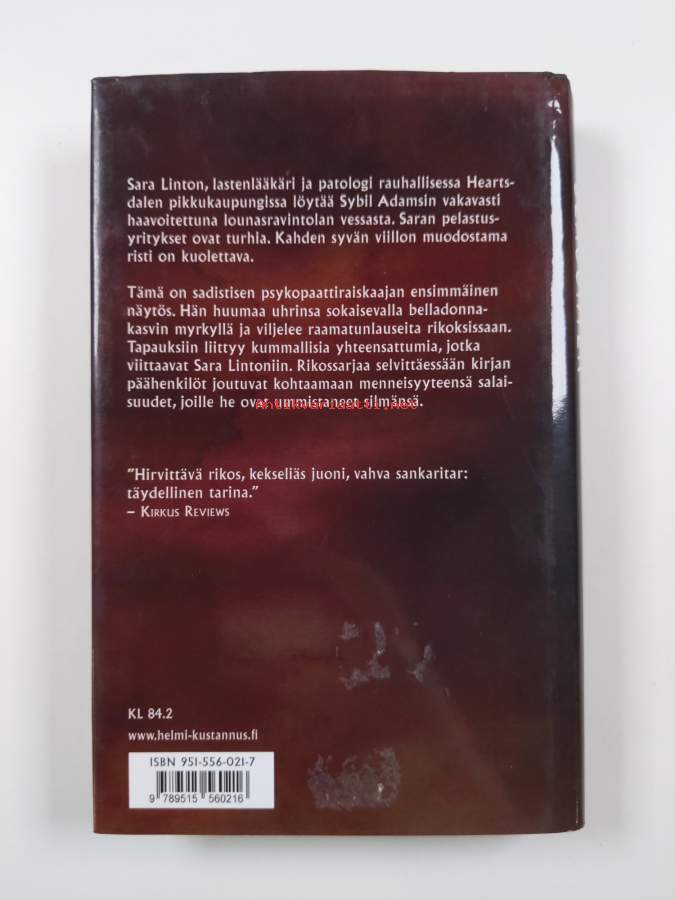 Sara Linton, lastenlääkäri ja patologi rauhallisessa Hearts-
dalen pikkukaupungissa löytää Sybil Adamsin vakavasti
haavoitettuna lounasravintolan vessasta. Saran pelastus-
yritykset ovat turhia. Kahden syvän viillon muodostama
risti on kuolettava.
Tämä on sadistisen psykopaattiraiskaajan ensimmäinen
näytös. Hän huumaa uhrinsa sokaisevalla belladonna-
kasvin myrkyllä ja viljelee raamatunlauseita rikoksissaan.
Tapauksiin liittyy kummallisia yhteensattumia, jotka
viittaavat Sara Lintoniin. Rikossarjaa selvittäessään kirjan
päähenkilöt joutuvat kohtaamaan menneisyyteensä salai-
suudet, joille he ovat ummistaneet silmänsä.
Antikvariaatti.net
"Hirvittävä rikos, kekseliäs juoni, vahva sankaritar:
täydellinen tarina."
– Kirkus Reviews
KL 84.2
www.helmi-kustannus.fi
ISBN 951-556-021-7
9 789515 560216